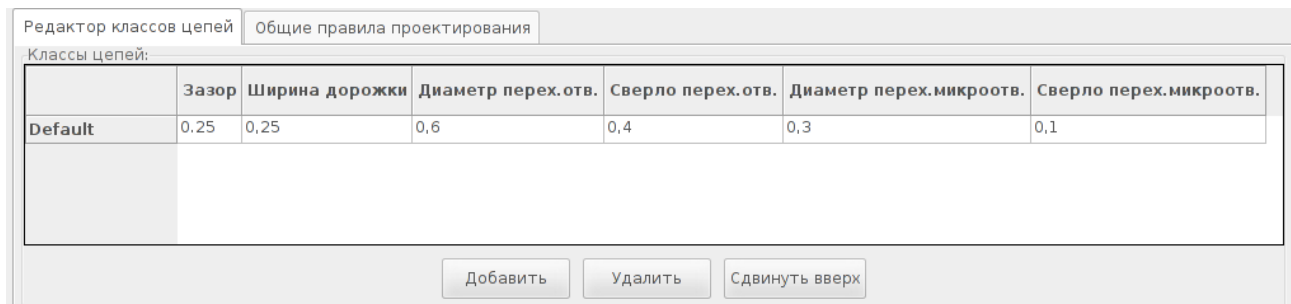 Редактор классов цепей Общие правила проектирования
Классы цепей:
Зазор Ширина дорожки Диаметр перех.отв. Сверло перех.отв. Диаметр перех.микроотв. Сверло перех.микроотв.
Default 0.25 0,25 0,6 0,4 0,3 0,1
Добавить Удалить Сдвинуть вверх